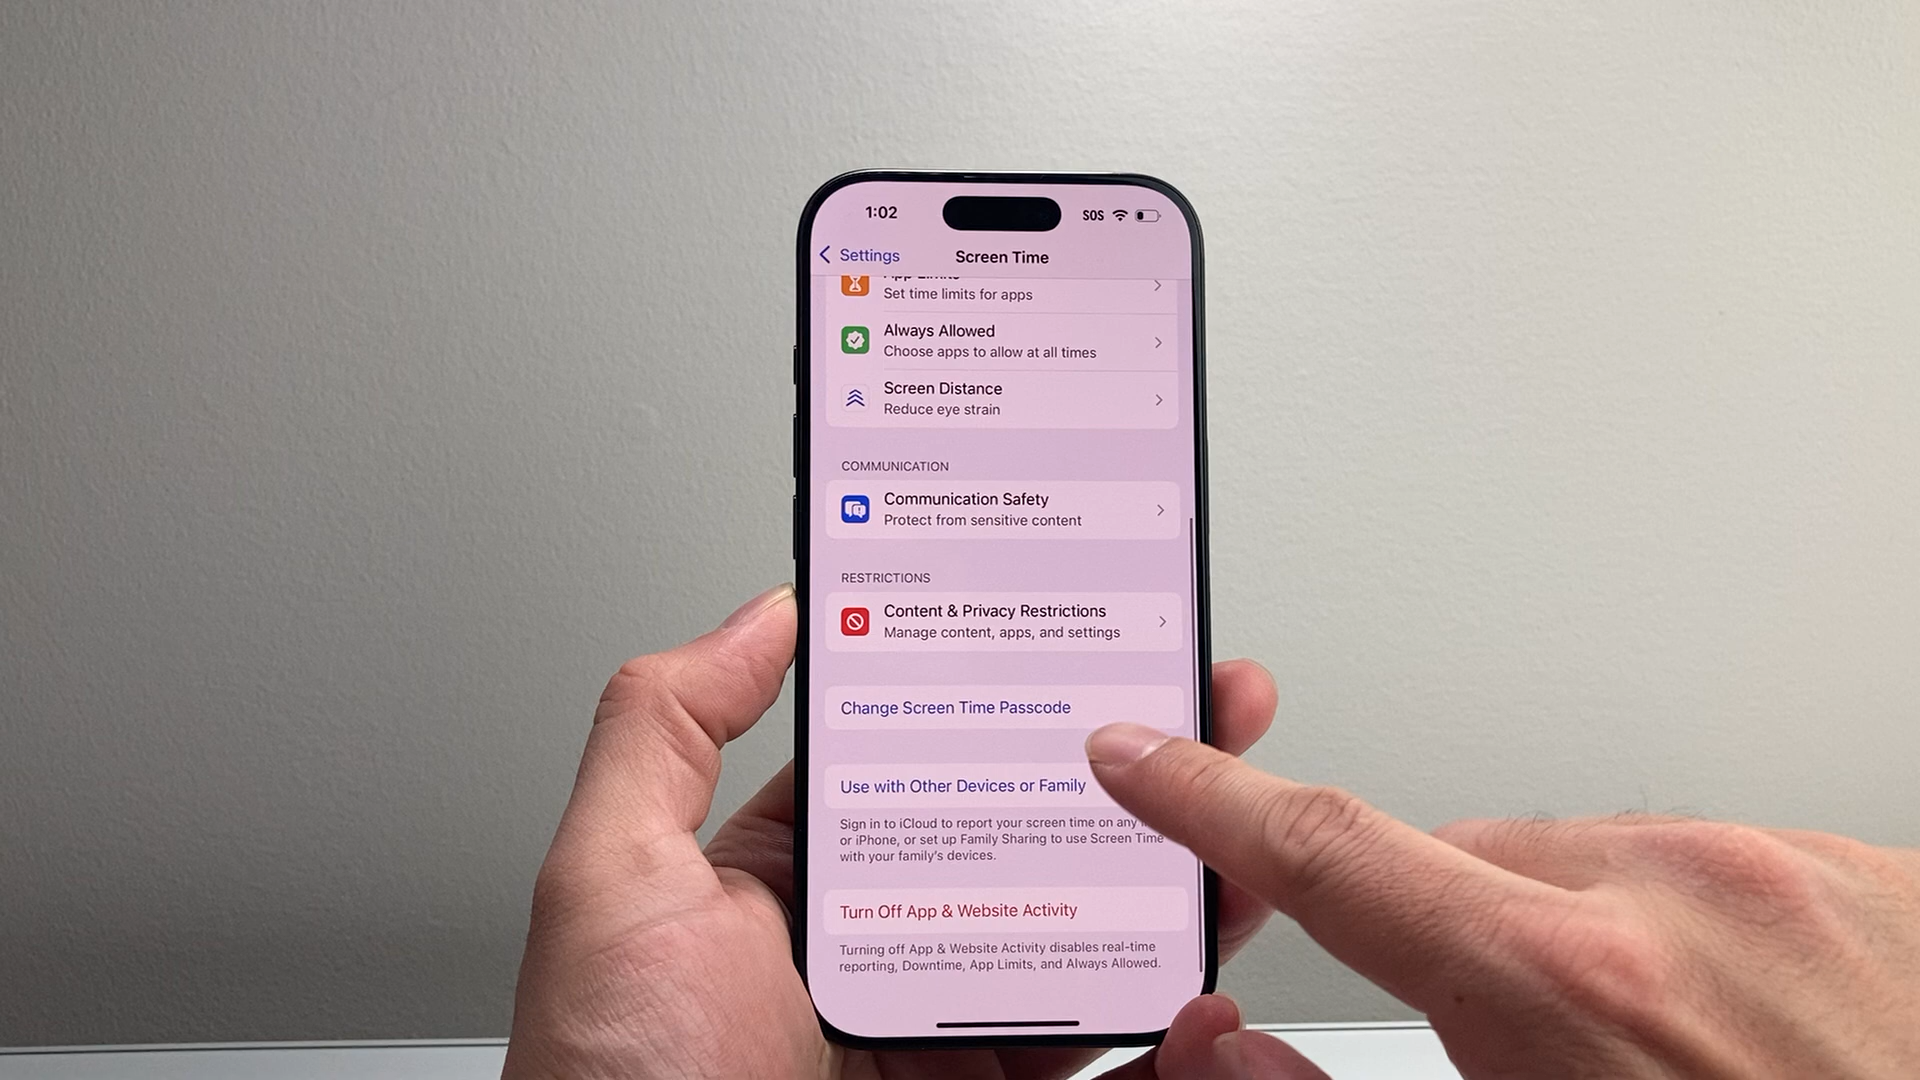 1:02
SOS
Settings
Screen Time
App Limits
Set time limits for apps
Always Allowed
Choose apps to allow at all times
Screen Distance
Reduce eye strain
COMMUNICATION
Communication Safety
Protect from sensitive content
RESTRICTIONS
Content & Privacy Restrictions
Manage content, apps, and settings
Change Screen Time Passcode
Use with Other Devices or Family
Sign in to iCloud to report your screen time on any
or iPhone, or set up Family Sharing to use Screen Time
with your family's devices.
Turn Off App & Website Activity
Turning off App & Website Activity disables real-time
reporting, Downtime, App Limits, and Always Allowed.